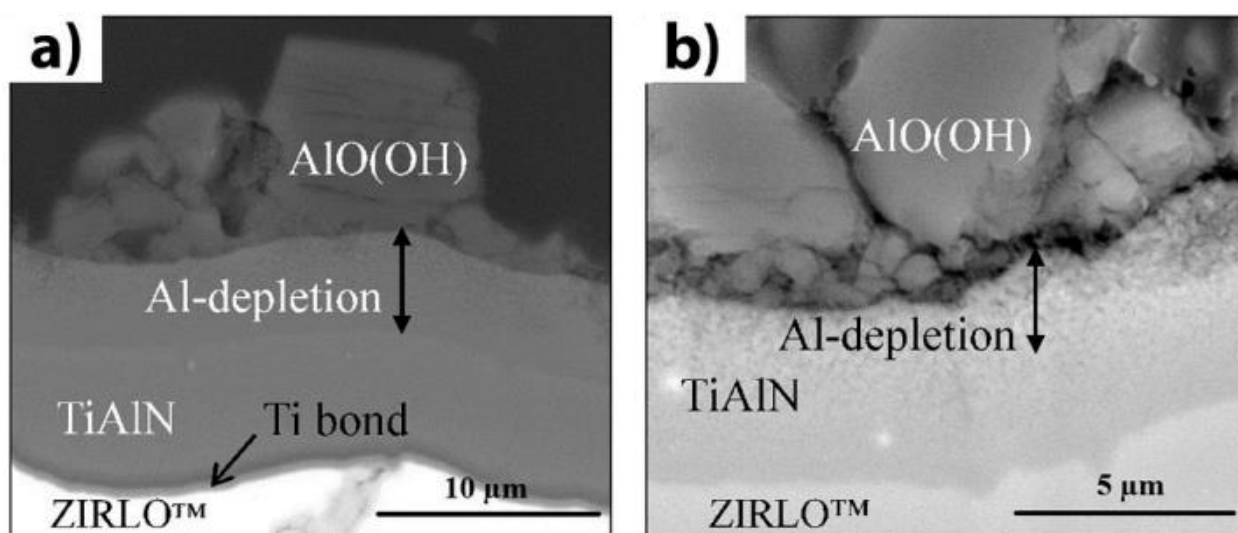 a)
AlO(OH)
Al-depletion
TiAlN
Ti bond
10 µm
ZIRLO™
b)
AlO(OH)
Al-depletion
TiAlN
5 µm
ZIRLO™